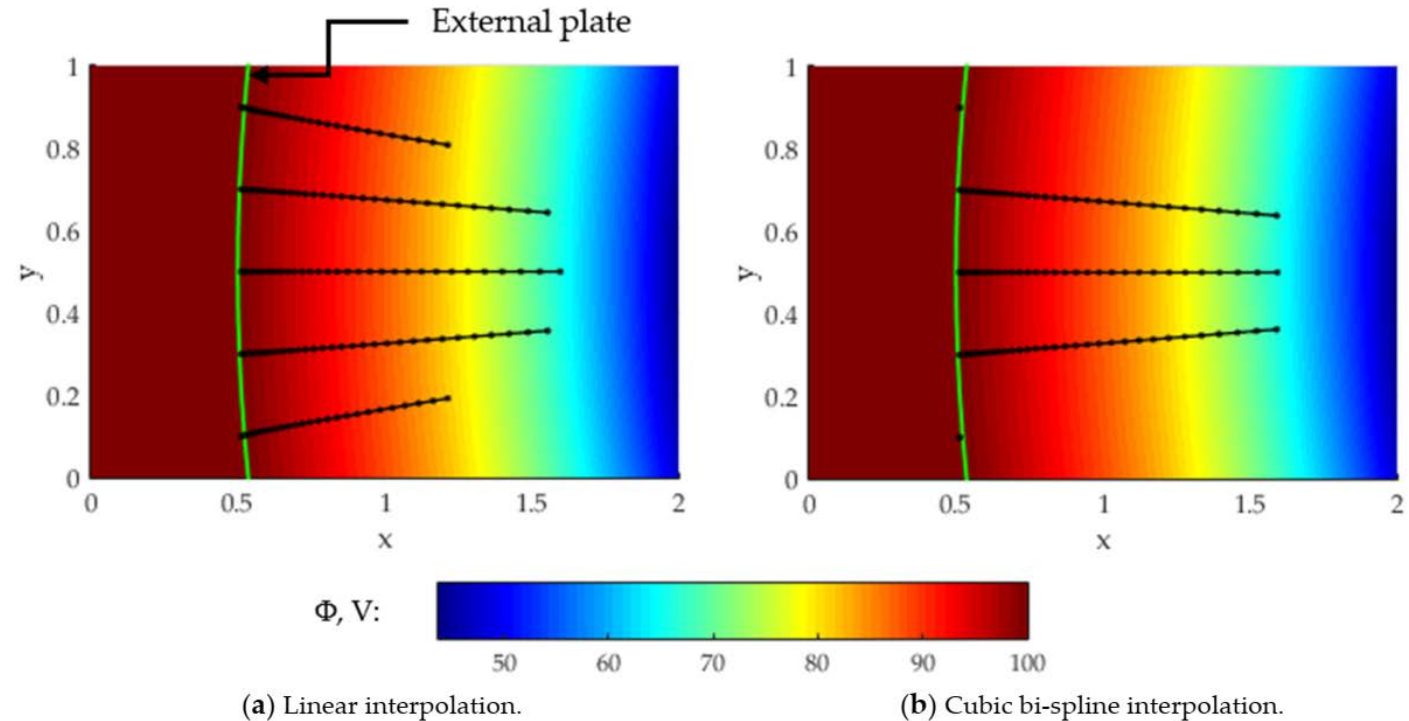 External plate
1
0.8
0.6
0.4
0.2
0
y
0 0.5 1 1.5 2
x
1
0.8
0.6
0.4
0.2
0
y
0 0.5 1 1.5 2
x
Φ, V:
50 60 70 80 90 100
(a) Linear interpolation.
(b) Cubic bi-spline interpolation.